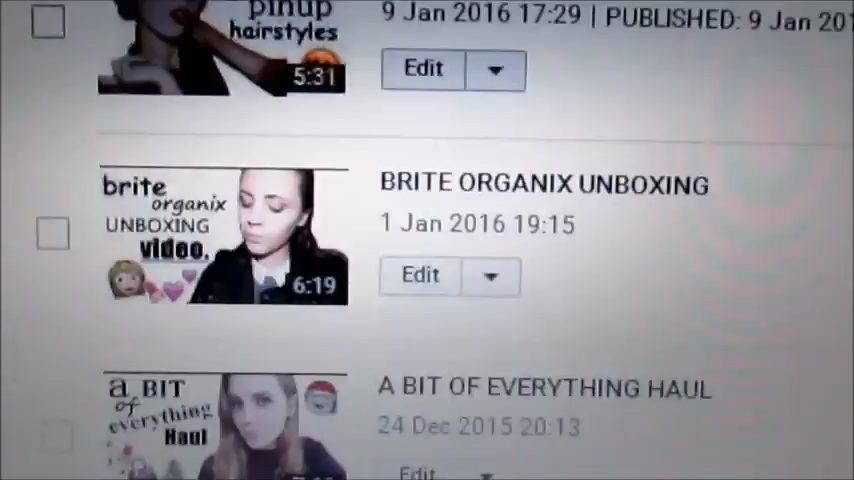 pinup
hairstyles
5:31
9 Jan 2016 17:29 | PUBLISHED: 9 Jan 201
Edit
brite
organix
UNBOXING
video.
6:19
BRITE ORGANIX UNBOXING
1 Jan 2016 19:15
Edit
a BIT
of
everything
Haul
A BIT OF EVERYTHING HAUL
24 Dec 2015 20:13
Edit